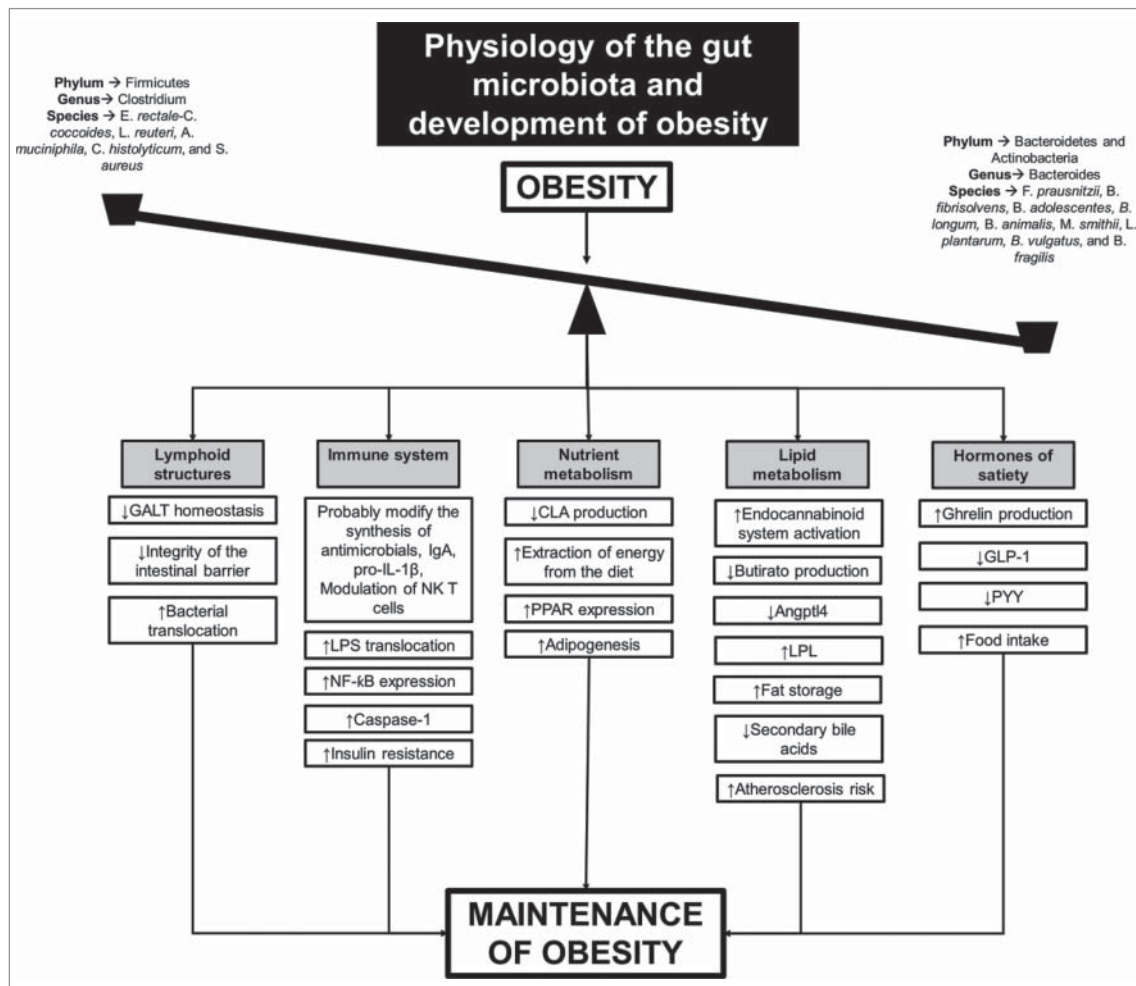 Physiology of the gut
microbiota and
development of obesity
Phylum → Firmicutes
Genus→ Clostridium
Species → E. rectale-C.
coccoides, L. reuteri, A.
muciniphila, C. histolyticum, and S.
aureus
OBESITY
Phylum → Bacteroidetes and
Actinobacteria
Genus→ Bacteroides
Species → F. prausnitzii, B.
fibrisolvens, B. adolescentes, B.
longum, B. animalis, M. smithii, L.
plantarum, B. vulgatus, and B.
fragilis
Lymphoid
structures
↓GALT homeostasis
↓Integrity of the
intestinal barrier
↑Bacterial
translocation
Immune system
Probably modify the
synthesis of
antimicrobials, IgA,
pro-IL-1β,
Modulation of NK T
cells
↑LPS translocation
↑NF-kB expression
↑Caspase-1
↑Insulin resistance
Nutrient
metabolism
↓CLA production
↑Extraction of energy
from the diet
↑PPAR expression
↑Adipogenesis
Lipid
metabolism
↑Endocannabinoid
system activation
↓Butirato production
↓Angptl4
↑LPL
↑Fat storage
↓Secondary bile
acids
↑Atherosclerosis risk
Hormones of
satiety
↑Ghrelin production
↓GLP-1
↓PYY
↑Food intake
MAINTENANCE
OF OBESITY